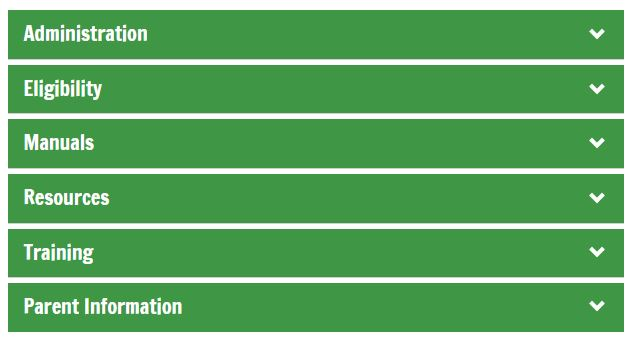 Administration
Eligibility
Manuals
Resources
Training
Parent Information